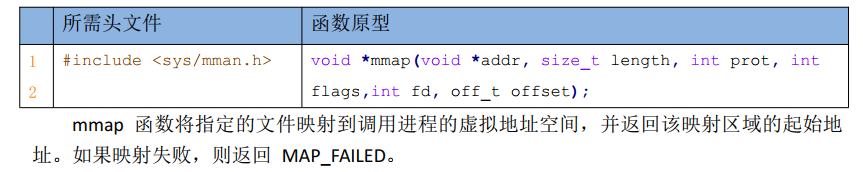 所需头文件 函数原型
1 #include <sys/mman.h> void *mmap(void *addr, size_t length, int prot, int
2 flags,int fd, off_t offset);
mmap 函数将指定的文件映射到调用进程的虚拟地址空间，并返回该映射区域的起始地
址。如果映射失败，则返回 MAP_FAILED。